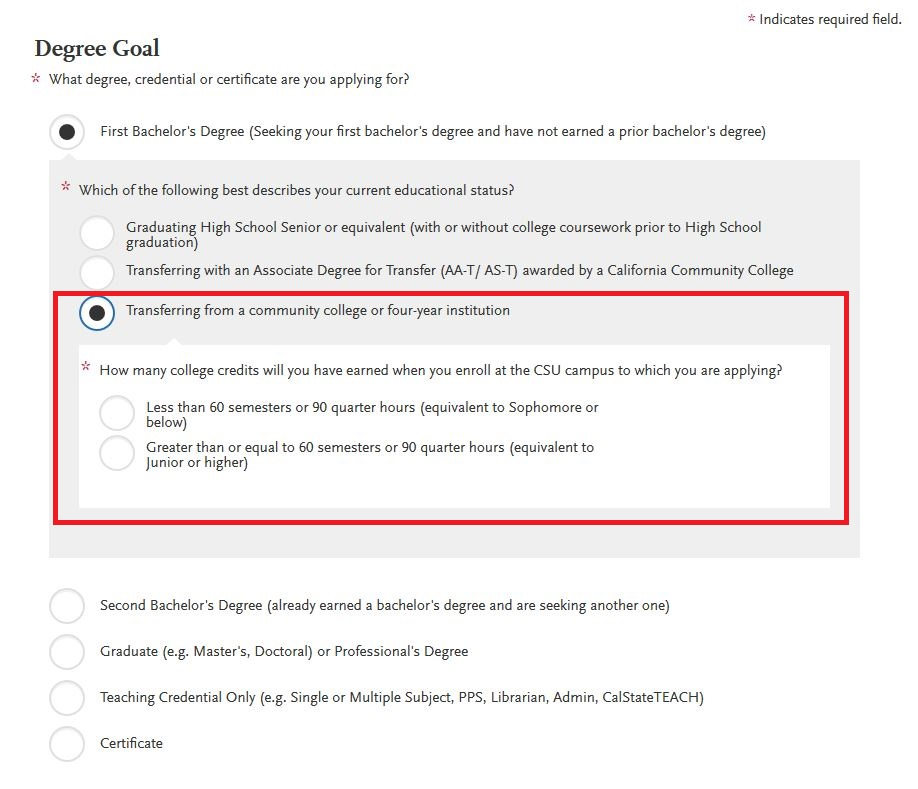 * Indicates required field.
Degree Goal
* What degree, credential or certificate are you applying for?
First Bachelor's Degree (Seeking your first bachelor's degree and have not earned a prior bachelor's degree)
* Which of the following best describes your current educational status?
Graduating High School Senior or equivalent (with or without college coursework prior to High School
graduation)
Transferring with an Associate Degree for Transfer (AA-T/ AS-T) awarded by a California Community College
Transferring from a community college or four-year institution
* How many college credits will you have earned when you enroll at the CSU campus to which you are applying?
Less than 60 semesters or 90 quarter hours (equivalent to Sophomore or
below)
Greater than or equal to 60 semesters or 90 quarter hours (equivalent to
Junior or higher)
Second Bachelor's Degree (already earned a bachelor's degree and are seeking another one)
Graduate (e.g. Master's, Doctoral) or Professional's Degree
Teaching Credential Only (e.g. Single or Multiple Subject, PPS, Librarian, Admin, CalStateTEACH)
Certificate